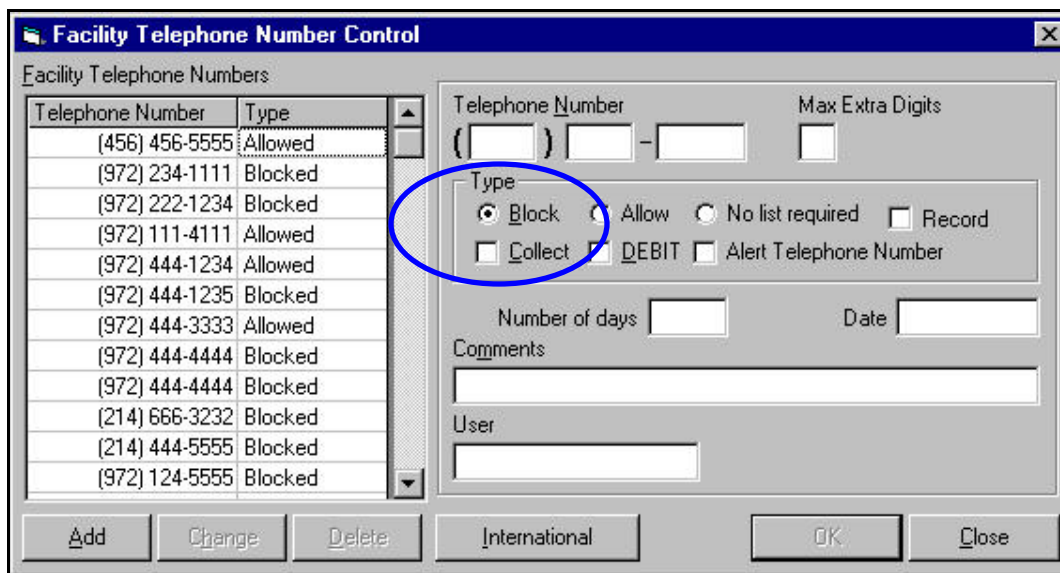 Facility Telephone Number Control
Facility Telephone Numbers
Telephone Number Type
(456) 456-5555 Allowed
(972) 234-1111 Blocked
(972) 222-1234 Blocked
(972) 111-4111 Allowed
(972) 444-1234 Allowed
(972) 444-1235 Blocked
(972) 444-3333 Allowed
(972) 444-4444 Blocked
(972) 444-4444 Blocked
(214) 666-3232 Blocked
(214) 444-5555 Blocked
(972) 124-5555 Blocked
Telephone Number Max Extra Digits
( ) –
Type
Block Allow No list required Record
Collect DEBIT Alert Telephone Number
Number of days Date
Comments
User
Add Change Delete International OK Close